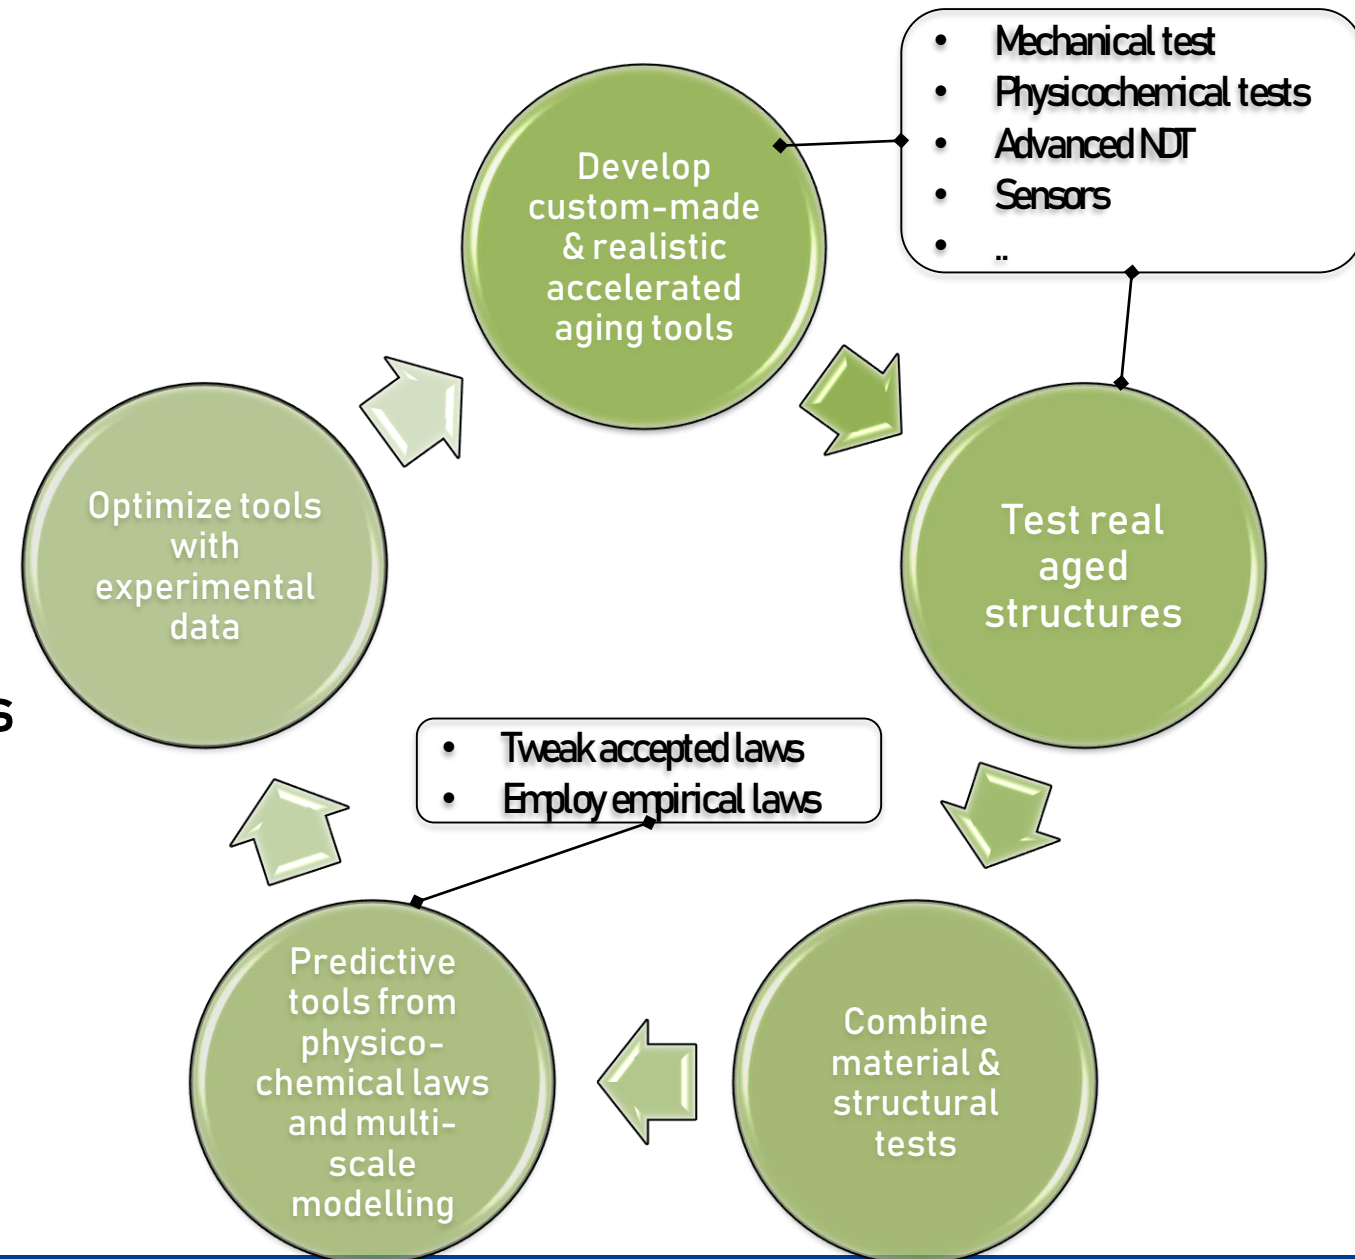 • Mechanical test
• Physicochemical tests
• Advanced NDT
• Sensors
• ..
Develop
custom-made
& realistic
accelerated
aging tools
Test real
aged
structures
Combine
material &
structural
tests
• Tweak accepted laws
• Employ empirical laws
Predictive
tools from
physico-
chemical laws
and multi-
scale
modelling
Optimize tools
with
experimental
data
s